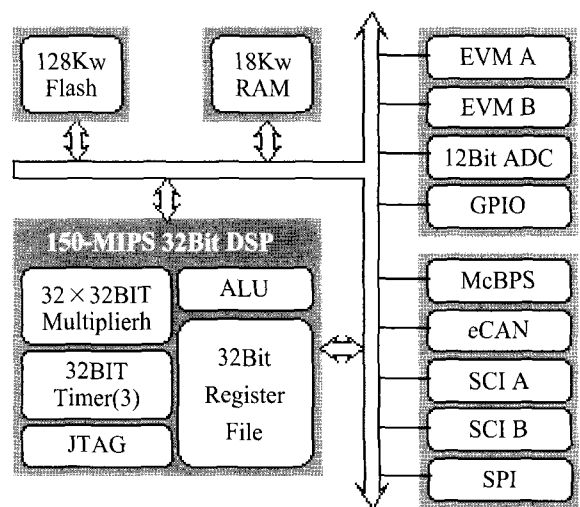 128Kw
Flash
18Kw
RAM
150-MIPS 32Bit DSP
32×32BIT
Multiplierh
ALU
32BIT
Timer(3)
32Bit
Register
File
JTAG
EVM A
EVM B
12Bit ADC
GPIO
McBPS
eCAN
SCI A
SCI B
SPI